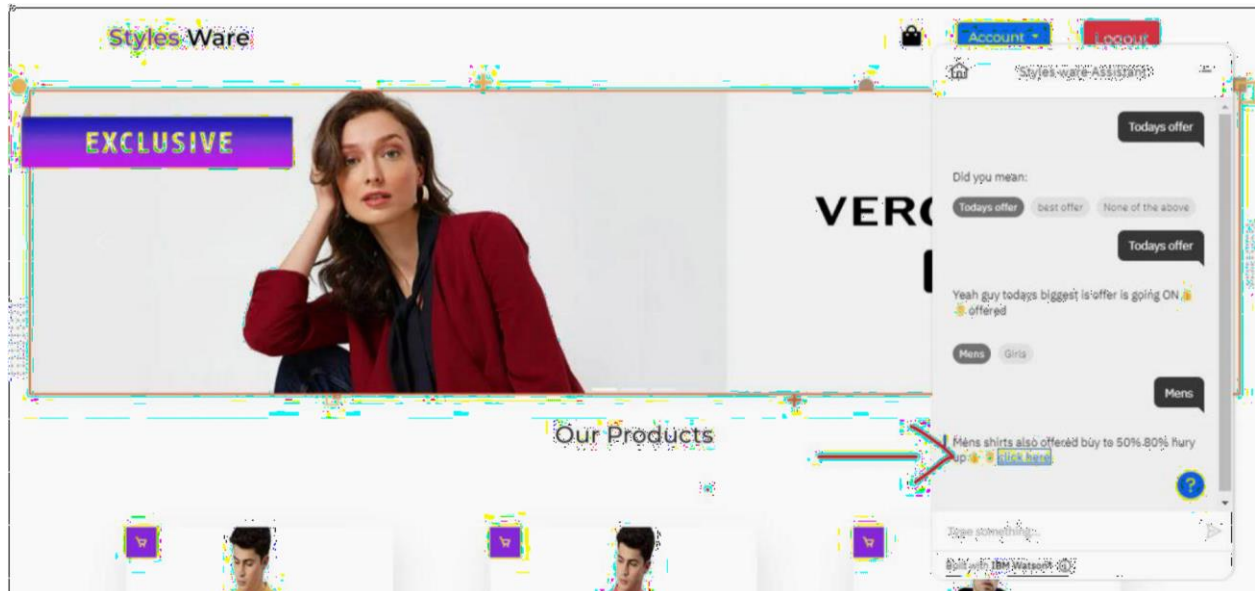 Styles Ware
Account
Logout
Styles ware Assistant
EXCLUSIVE
Todays offer
Did you mean:
Todays offer
best offer
None of the above
Todays offer
Yeah guy todays biggest is offer is going ON
offered
Mens
Girls
Mens
Our Products
Mens shirts also offered buy to 50%.80% hury
up click here
?
Type something...
Built with IBM Watson®